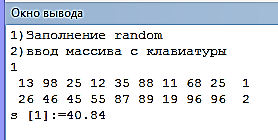 Окно вывода
1)Заполнение random
2)ввод массива с клавиатуры
1
13 98 25 12 35 88 11 68 25 1
26 46 45 55 87 89 19 96 96 2
s [1]:=40.84